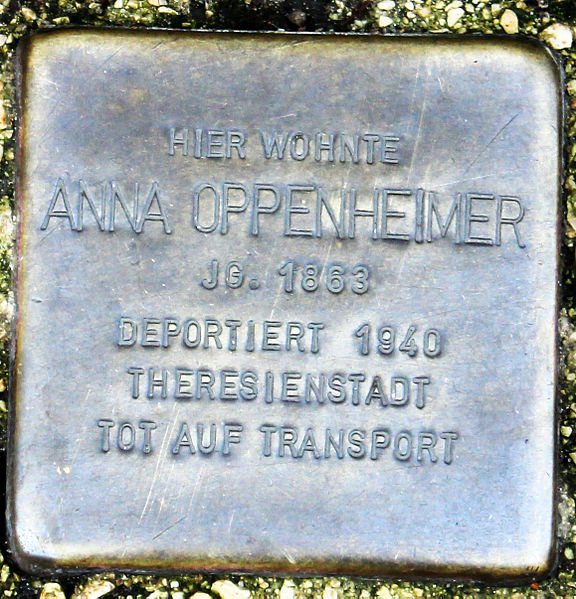 HIER WOHNTE
ANNA OPPENHEIMER
JG. 1863
DEPORTIERT 1940
THERESIENSTADT
TOT AUF TRANSPORT